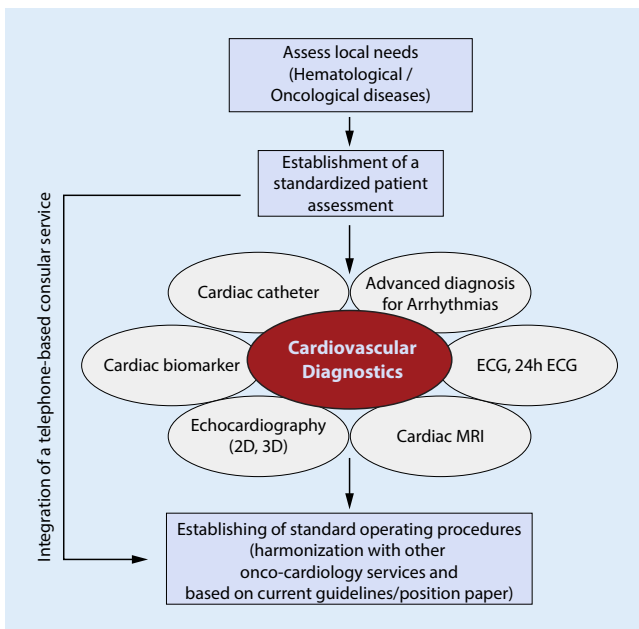 Assess local needs
(Hematological /
Oncological diseases)
Establishment of a
standardized patient
assessment
Integration of a telephone-based consular service
Cardiac catheter
Advanced diagnosis
for Arrhythmias
Cardiac biomarker
Cardiovascular
Diagnostics
ECG, 24h ECG
Echocardiography
(2D, 3D)
Cardiac MRI
Establishing of standard operating procedures
(harmonization with other
onco-cardiology services and
based on current guidelines/position paper)